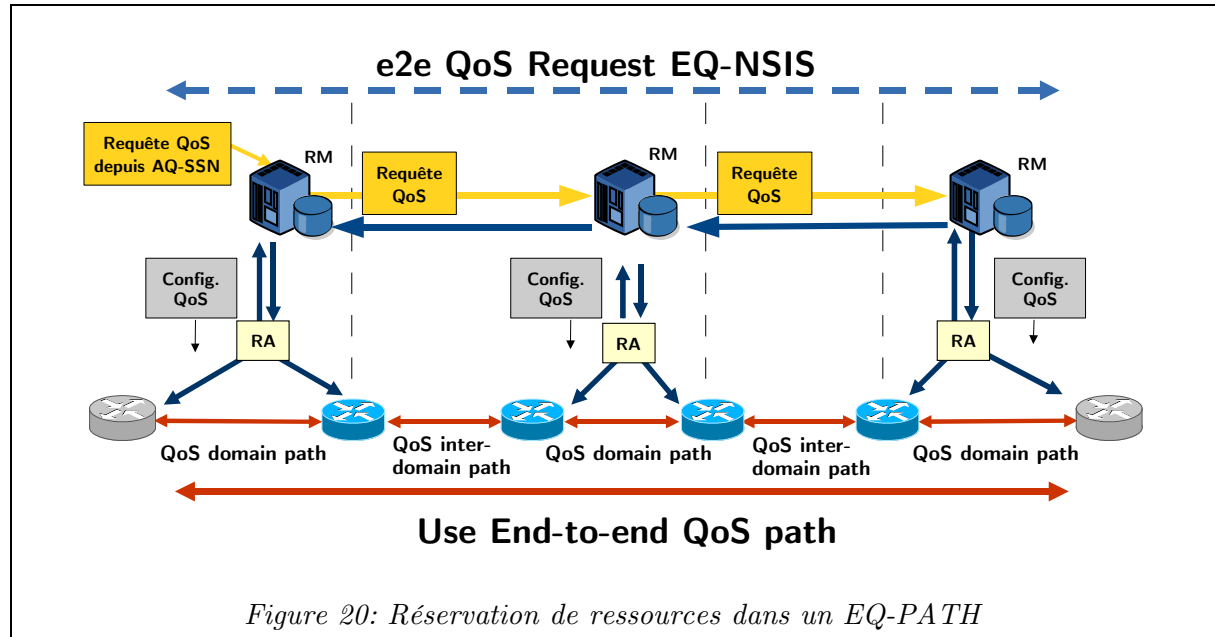 e2e QoS Request EQ-NSIS
Requête QoS
depuis AQ-SSN
RM
Requête
QoS
RM
Requête
QoS
RM
Config.
QoS
Config.
QoS
Config.
QoS
RA
RA
RA
QoS domain path
QoS inter-
domain path
QoS domain path
QoS inter-
domain path
QoS domain path
Use End-to-end QoS path
Figure 20: Réservation de ressources dans un EQ-PATH